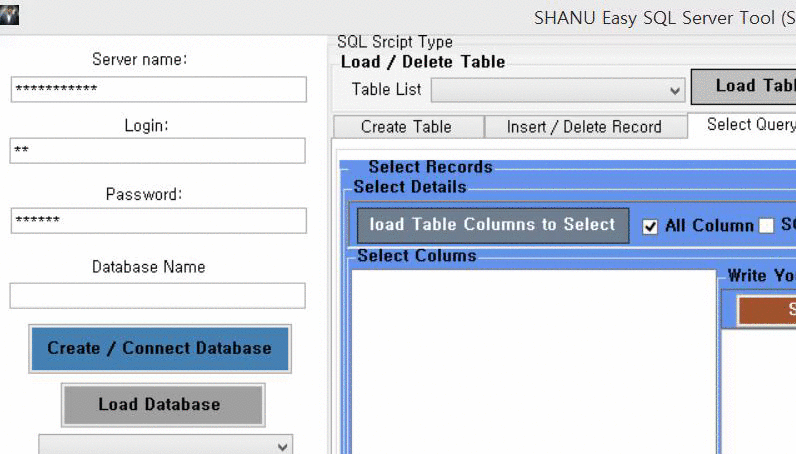 SHANU Easy SQL Server Tool (S
Server name:
***********
Login:
**
Password:
******
Database Name
Create / Connect Database
Load Database
SQL Srcipt Type
Load / Delete Table
Table List
Load Tabl
Create Table
Insert / Delete Record
Select Query
Select Records
Select Details
load Table Columns to Select
All Column
SQ
Select Colums
Write Yo
S